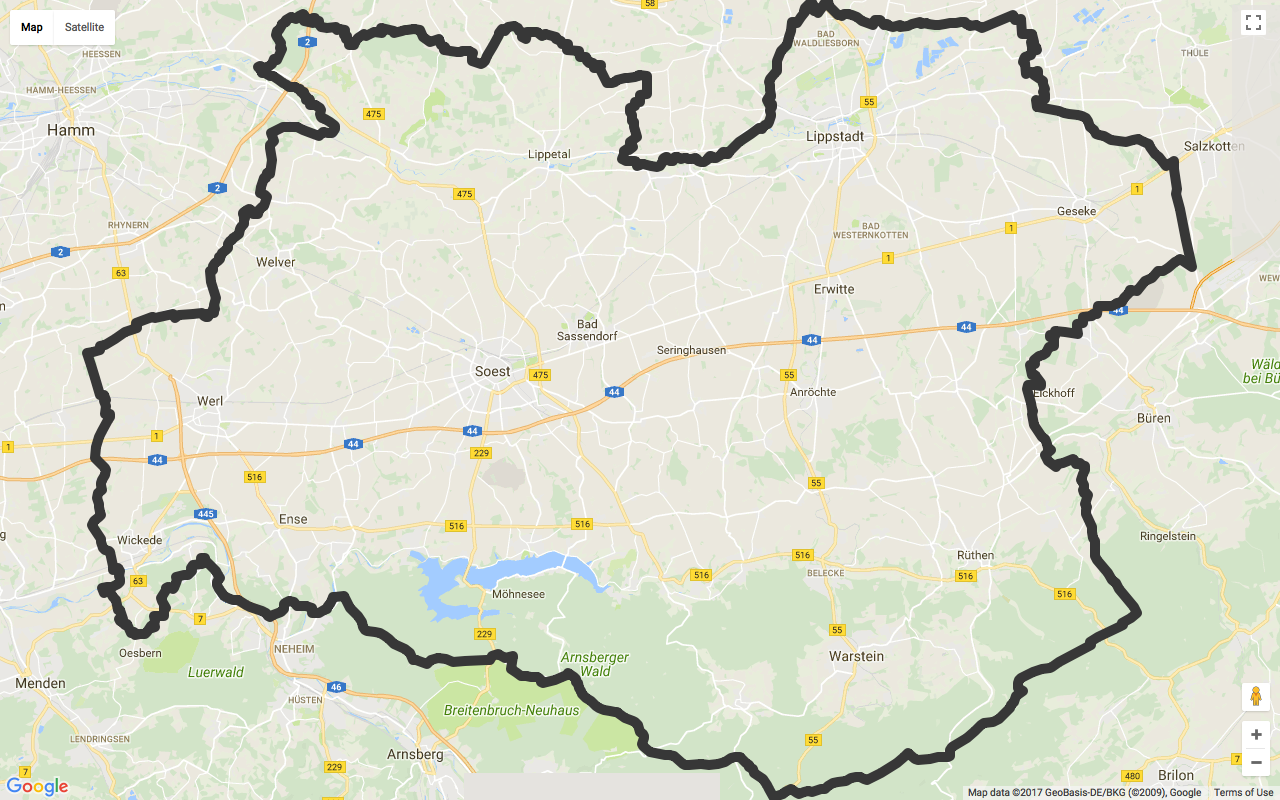 Map
Satellite
58
2
HEESSEN
BAD
WALDLIESBORN
THÜLE
HAMM-HEESSEN
55
475
Hamm
Lippstadt
Lippetal
Salzkotten
2
475
1
Geseke
RHYNERN
BAD
WESTERNKOTTEN
1
2
1
Welver
63
WEW
Erwitte
44
Bad
Sassendorf
44
44
Seringhausen
Wäld
bei Bü
Soest
475
55
44
Anröchte
Eickhoff
Werl
Büren
1
1
44
44
229
44
516
55
445
Ense
516
516
Wickede
Ringelstein
516
Rüthen
63
516
BELECKE
516
Möhnesee
516
7
229
55
NEHEIM
Oesbern
Arnsberger
Wald
Warstein
Luerwald
Menden
46
HÜSTEN
Breitenbruch-Neuhaus
LENDRINGSEN
55
Arnsberg
7
229
7
480
Brilon
Google
Map data ©2017 GeoBasis-DE/BKG (©2009), Google
Terms of Use